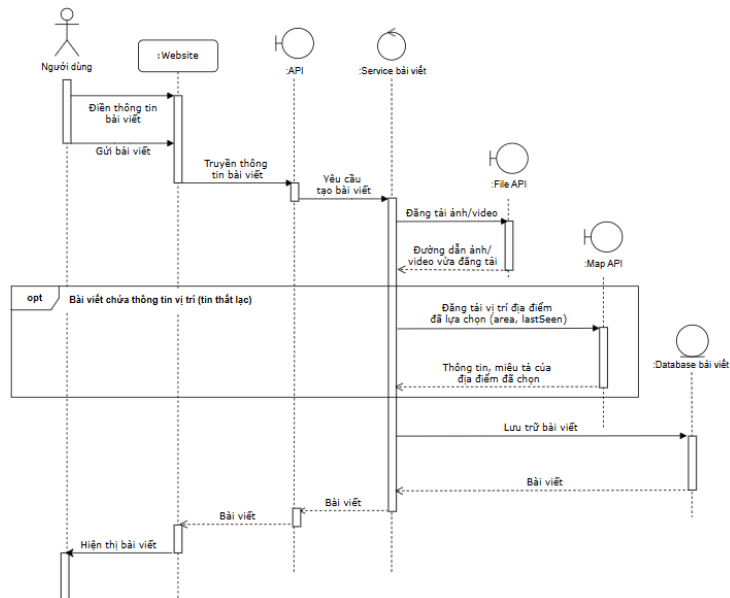 :Website
Người dùng
:API
:Service bài viết
Điền thông tin
bài viết
Gửi bài viết
Truyền thông
tin bài viết
Yêu cầu
tạo bài viết
:File API
Đăng tải ảnh/video
Đường dẫn ảnh/
video vừa đăng tải
:Map API
opt
Bài viết chứa thông tin vị trí (tin thất lạc)
Đăng tải vị trí địa điểm
đã lựa chọn (area, lastSeen)
Thông tin, miêu tả của
địa điểm đã chọn
:Database bài viết
Lưu trữ bài viết
Bài viết
Bài viết
Bài viết
Hiện thị bài viết